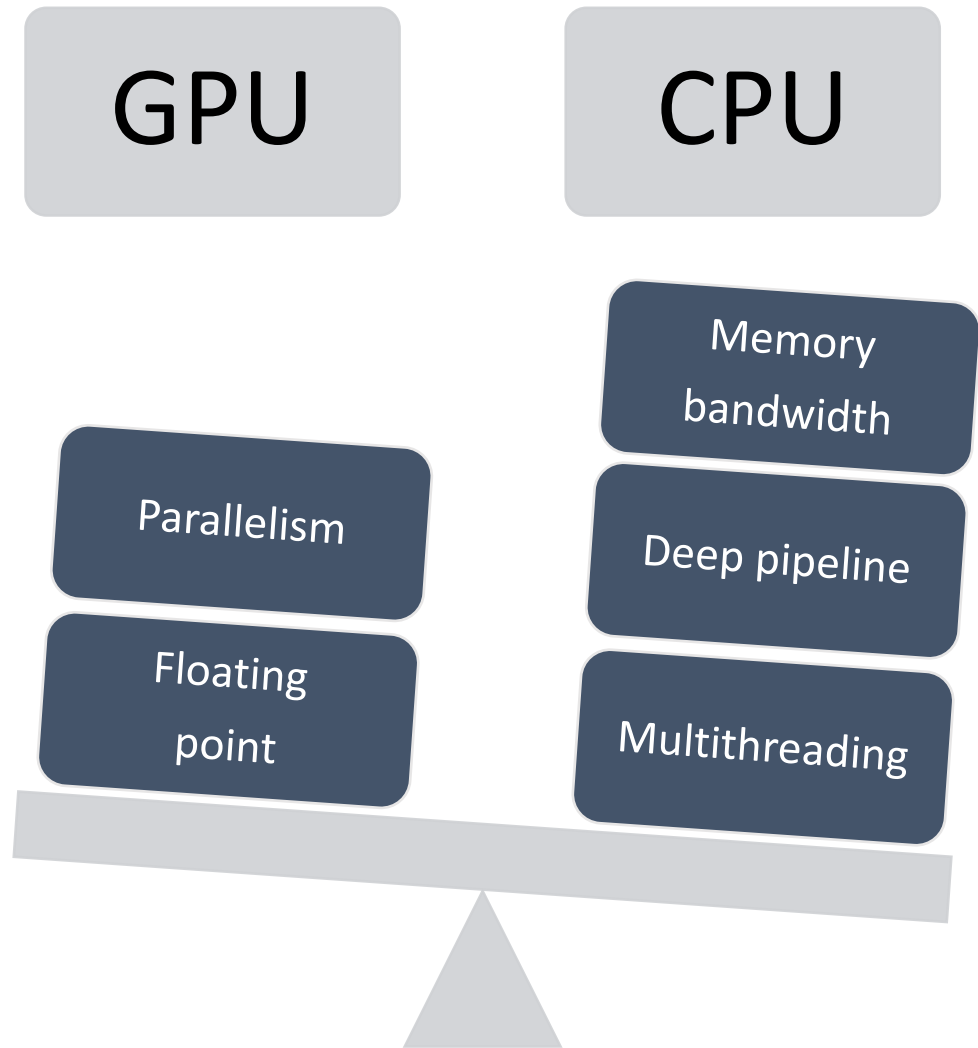 GPU
CPU
Parallelism
Floating
point
Memory
bandwidth
Deep pipeline
Multithreading